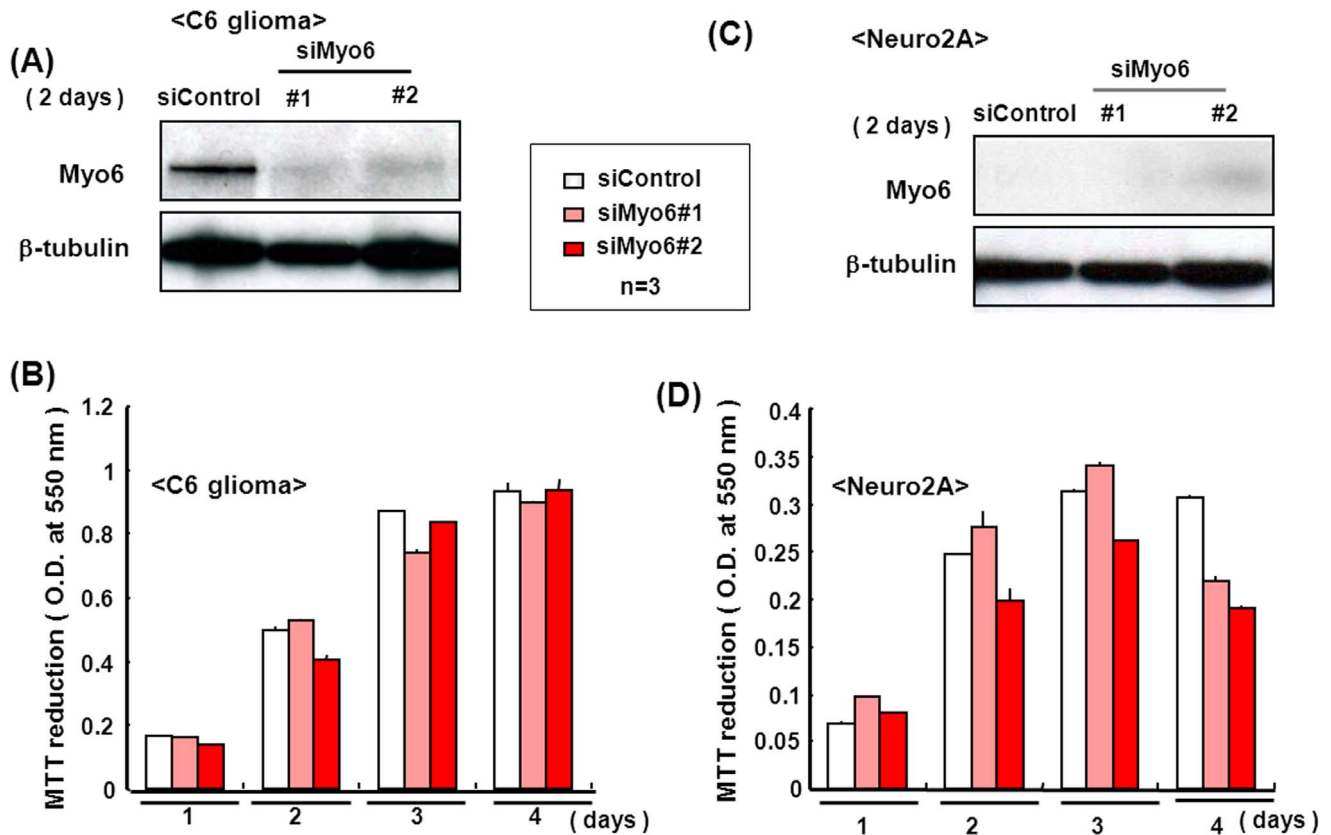 <C6 glioma>
(A)
siMyo6
( 2 days )
siControl
#1
#2
Myo6
β-tubulin
siControl
siMyo6#1
siMyo6#2
n=3
(C)
<Neuro2A>
siMyo6
( 2 days )
siControl
#1
#2
Myo6
β-tubulin
(B)
MTT reduction ( O.D. at 550 nm )
1.2
1
0.8
0.6
0.4
0.2
0
<C6 glioma>
1
2
3
4
( days )
(D)
MTT reduction ( O.D. at 550 nm )
0.4
0.35
0.3
0.25
0.2
0.1
0.05
0
<Neuro2A>
1
2
3
4
( days )